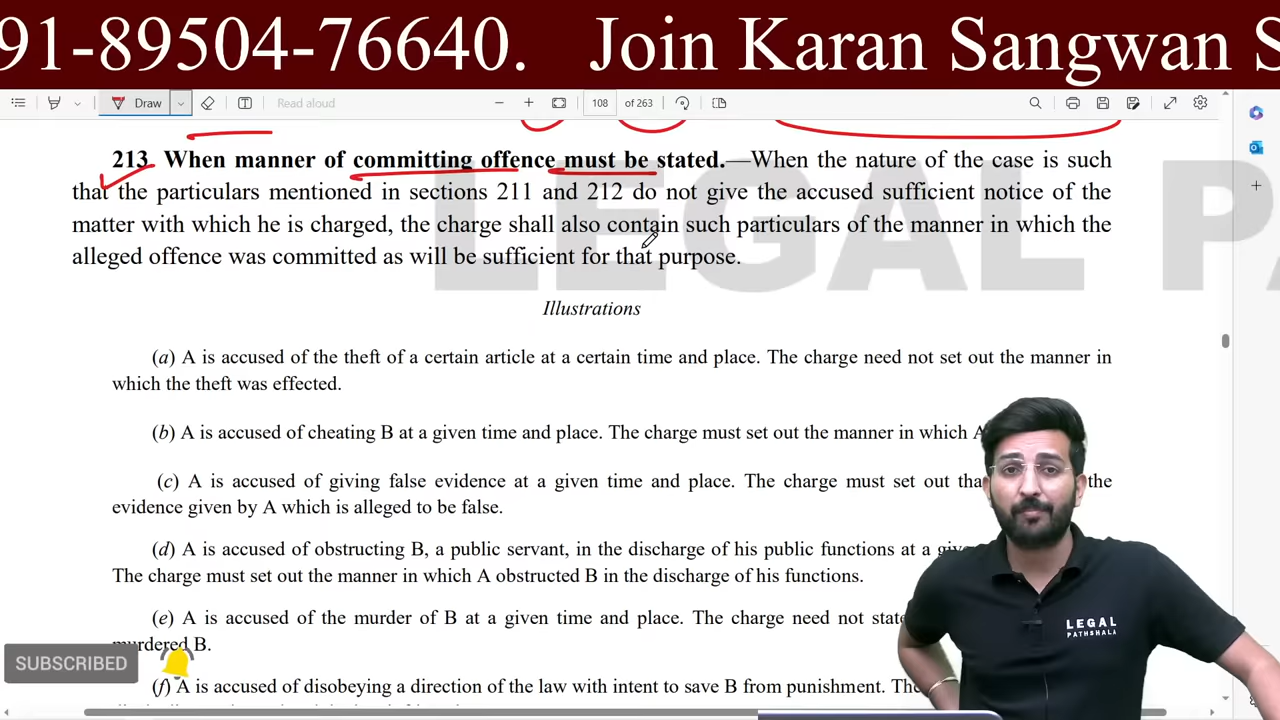 91-89504-76640. Join Karan Sangwan S
Draw
Read aloud
108 of 263
213. When manner of committing offence must be stated.—When the nature of the case is such
that the particulars mentioned in sections 211 and 212 do not give the accused sufficient notice of the
matter with which he is charged, the charge shall also contain such particulars of the manner in which the
alleged offence was committed as will be sufficient for that purpose.
LEGAL P
Illustrations
(a) A is accused of the theft of a certain article at a certain time and place. The charge need not set out the manner in
which the theft was effected.
(b) A is accused of cheating B at a given time and place. The charge must set out the manner in which A
(c) A is accused of giving false evidence at a given time and place. The charge must set out tha the
evidence given by A which is alleged to be false.
(d) A is accused of obstructing B, a public servant, in the discharge of his public functions at a giv
The charge must set out the manner in which A obstructed B in the discharge of his functions.
(e) A is accused of the murder of B at a given time and place. The charge need not state
murdered B.
(f) A is accused of disobeying a direction of the law with intent to save B from punishment. The
SUBSCRIBED
LEGAL
PATHSHALA